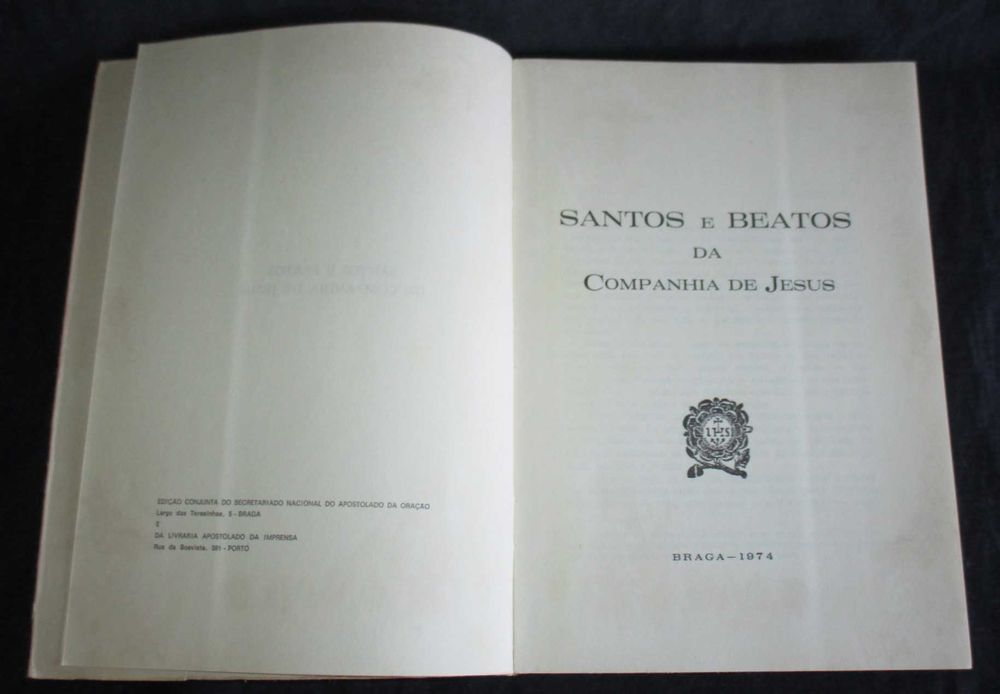 EDIÇÃO CONJUNTA DO SECRETARIADO NACIONAL DO APOSTOLADO DA ORAÇÃO
Largo das Teresinhas, 5 - BRAGA
E
DA LIVRARIA APOSTOLADO DA IMPRENSA
Rua da Boavista, 591 - PORTO
SANTOS E BEATOS
DA
COMPANHIA DE JESUS
IHS
BRAGA — 1974